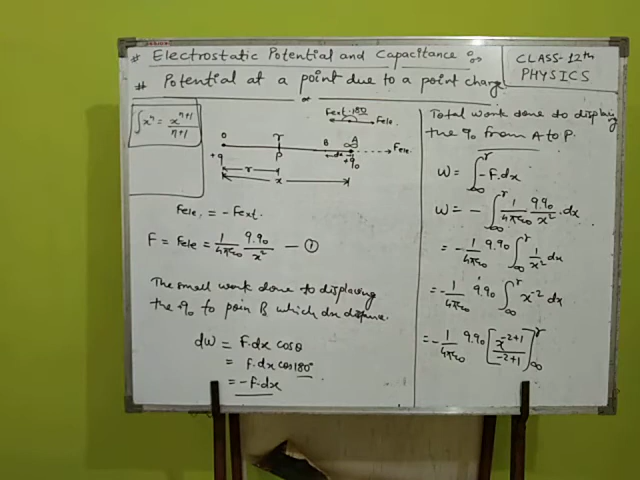 # Electrostatic Potential and Capacitance :-
# Potential at a point due to a point charge
CLASS-12th
PHYSICS
∫xⁿ = xⁿ⁺¹/n+1
Fext. 180 Fele.
O r B ∞ A
+q P dx +q₀ Fele.
r
x
Fele. = - Fext.
F = Fele = 1/4πε₀ q.q₀/x² — ①
The small work done to displacing
the q₀ to poin B which dx distance.
dW = F.dx cosθ
= F.dx cos180°
= -F.dx
Total work done to displacing
the q₀ from A to P.
W = ∫∞^r -F.dx
W = - ∫∞^r 1/4πε₀ q.q₀/x² .dx
= -1/4πε₀ q.q₀ ∫∞^r 1/x² dx
= -1/4πε₀ q.q₀ ∫∞^r x⁻² dx
= -1/4πε₀ q.q₀ [x⁻²⁺¹/-2+1]∞^r